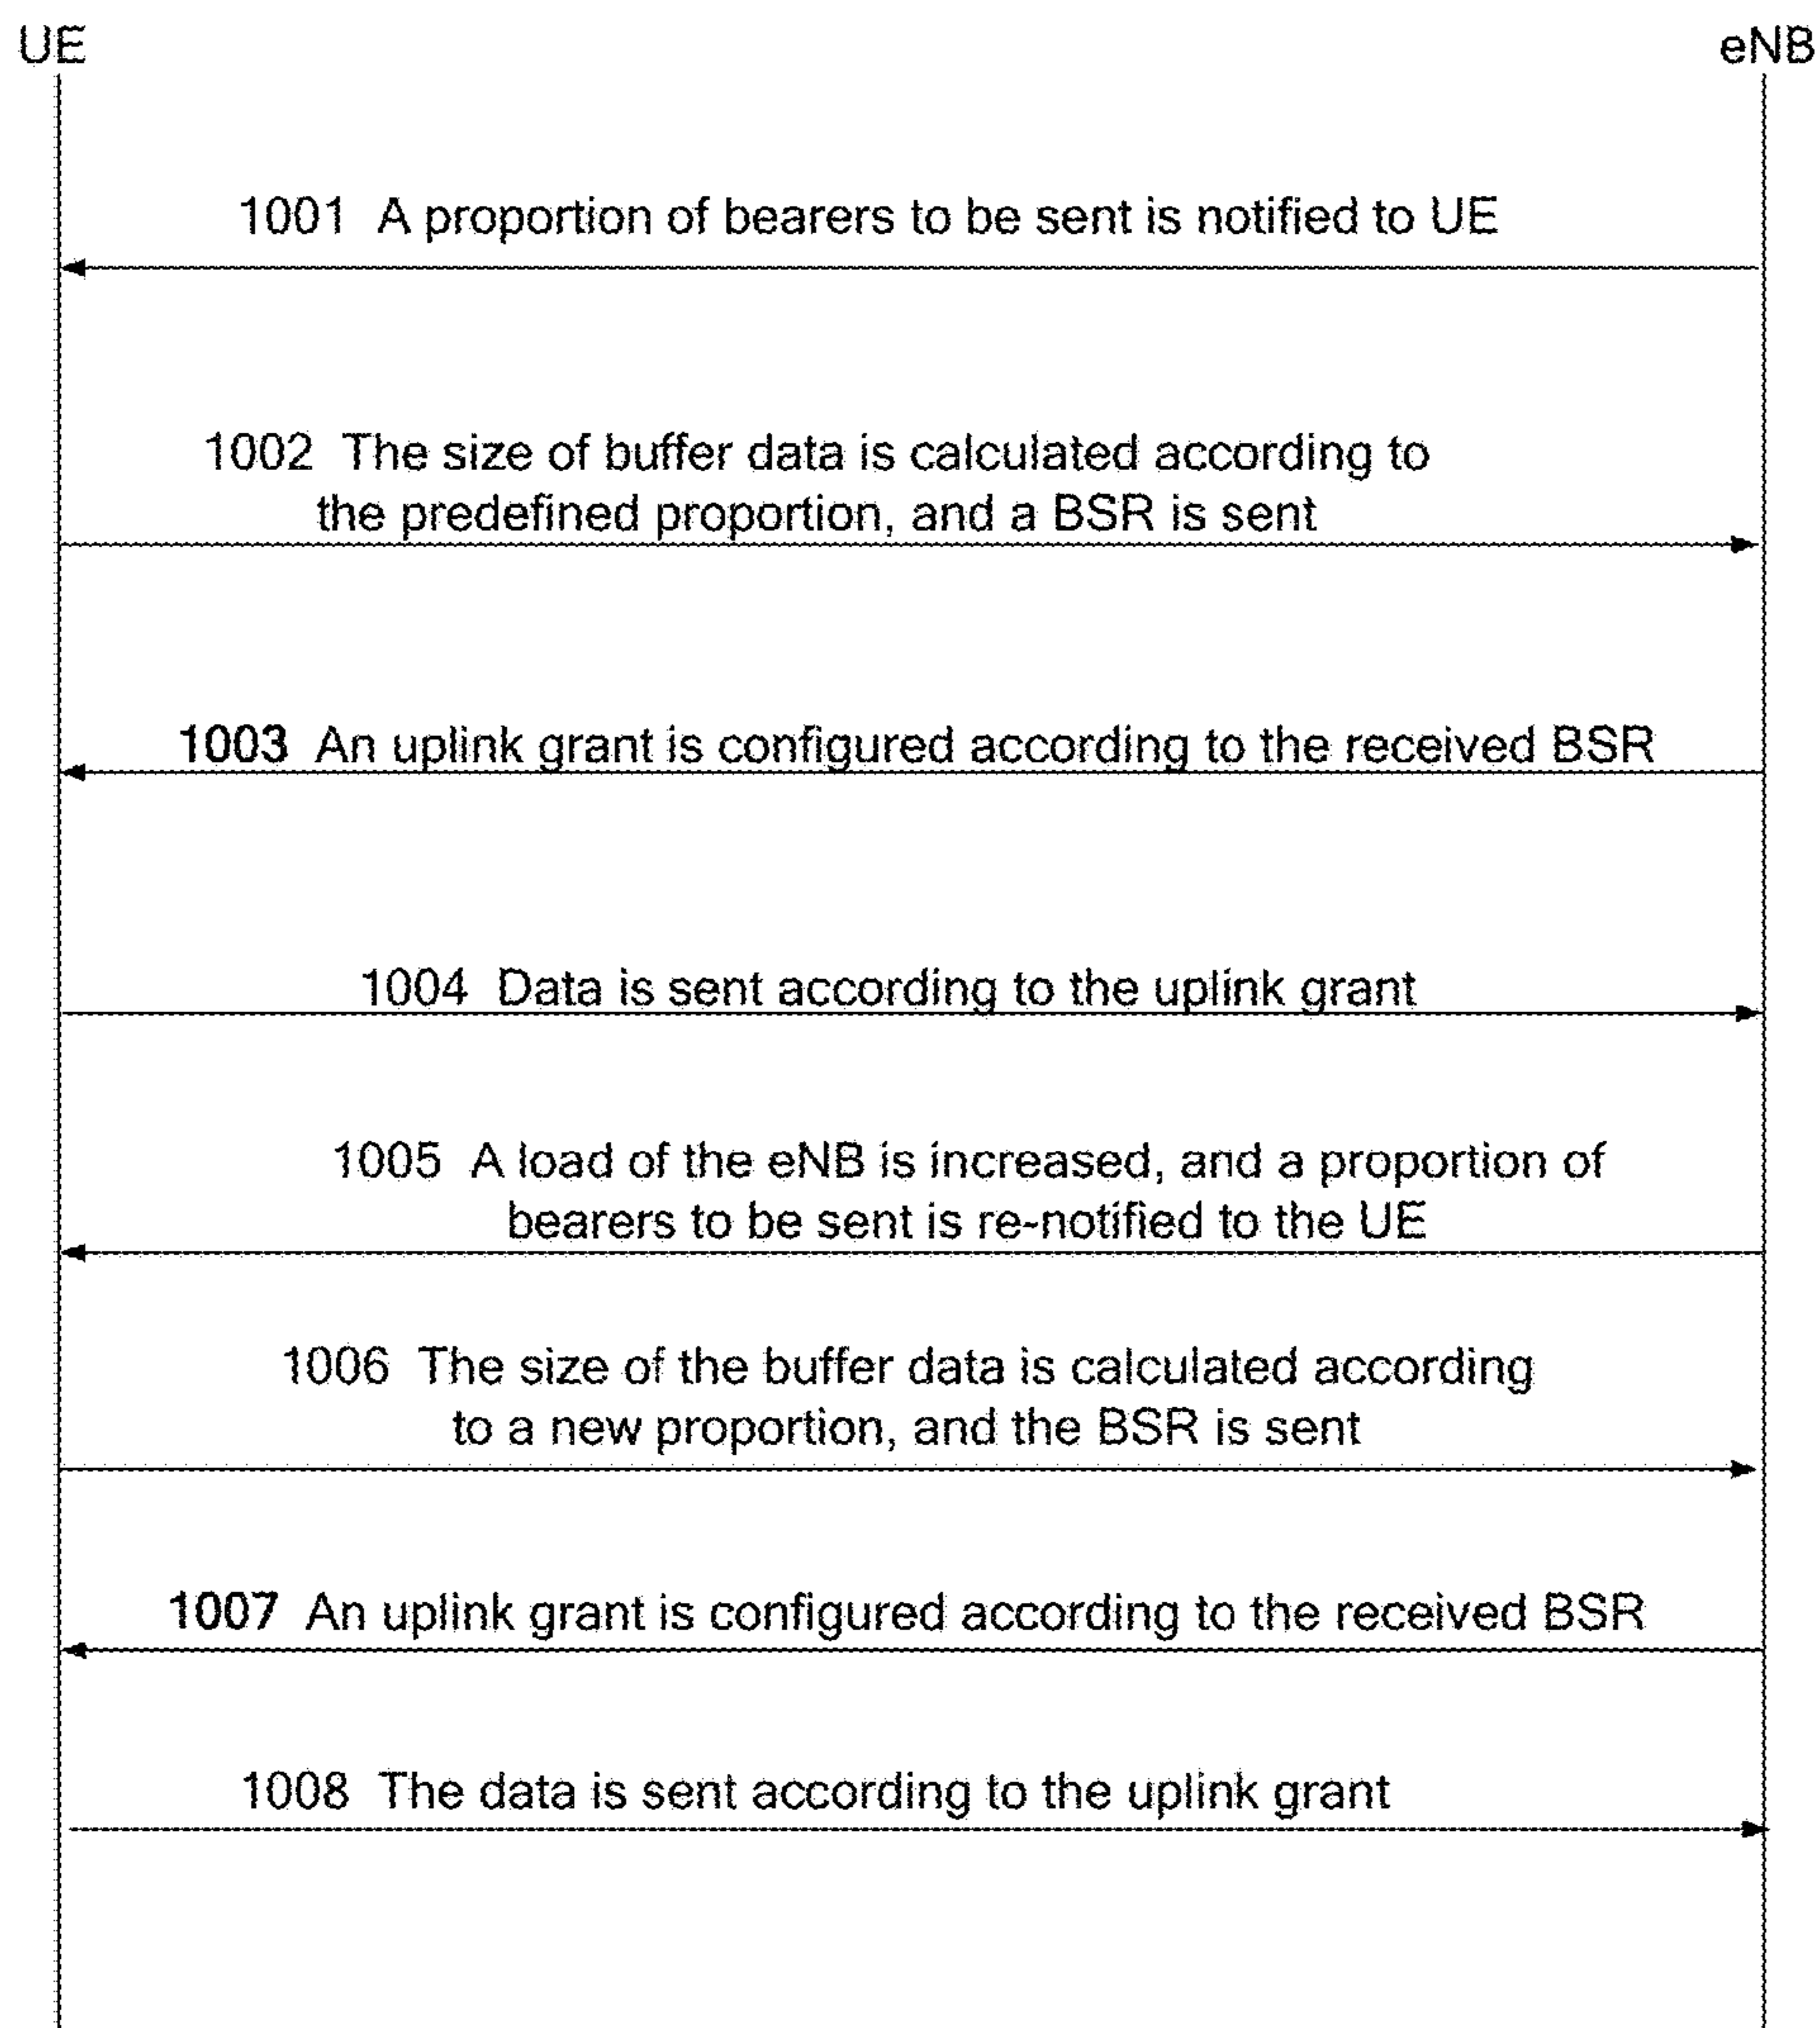 UE
eNB
1001 A proportion of bearers to be sent is notified to UE
1002 The size of buffer data is calculated according to
the predefined proportion, and a BSR is sent
1003 An uplink grant is configured according to the received BSR
1004 Data is sent according to the uplink grant
1005 A load of the eNB is increased, and a proportion of
bearers to be sent is re-notified to the UE
1006 The size of the buffer data is calculated according
to a new proportion, and the BSR is sent
1007 An uplink grant is configured according to the received BSR
1008 The data is sent according to the uplink grant